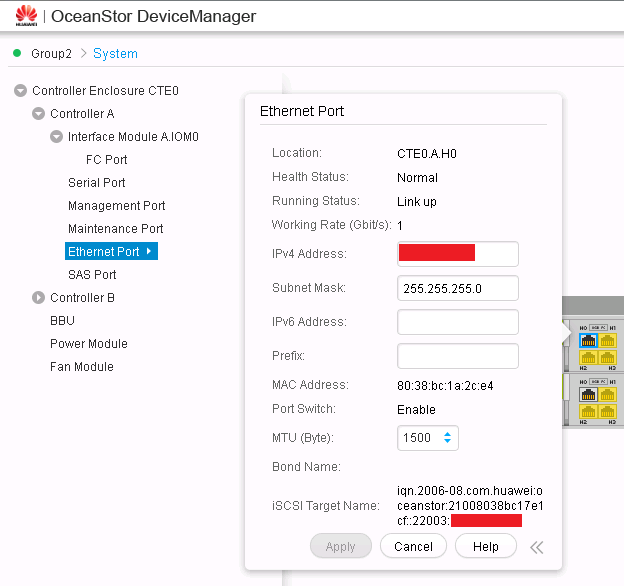 HUAWEI
OceanStor DeviceManager
Group2 > System
Controller Enclosure CTE0
Controller A
Interface Module A.IOM0
FC Port
Serial Port
Management Port
Maintenance Port
Ethernet Port
SAS Port
Controller B
BBU
Power Module
Fan Module
Ethernet Port
Location: CTE0.A.H0
Health Status: Normal
Running Status: Link up
Working Rate (Gbit/s): 1
IPv4 Address:
Subnet Mask: 255.255.255.0
IPv6 Address:
Prefix:
MAC Address: 80:38:bc:1a:2c:e4
Port Switch: Enable
MTU (Byte): 1500
Bond Name:
iSCSI Target Name: iqn.2006-08.com.huawei:o
ceanstor:21008038bc17e1
cf::22003:
Apply Cancel Help
H0 H1
H2 H3
H0 H1
H2 H3